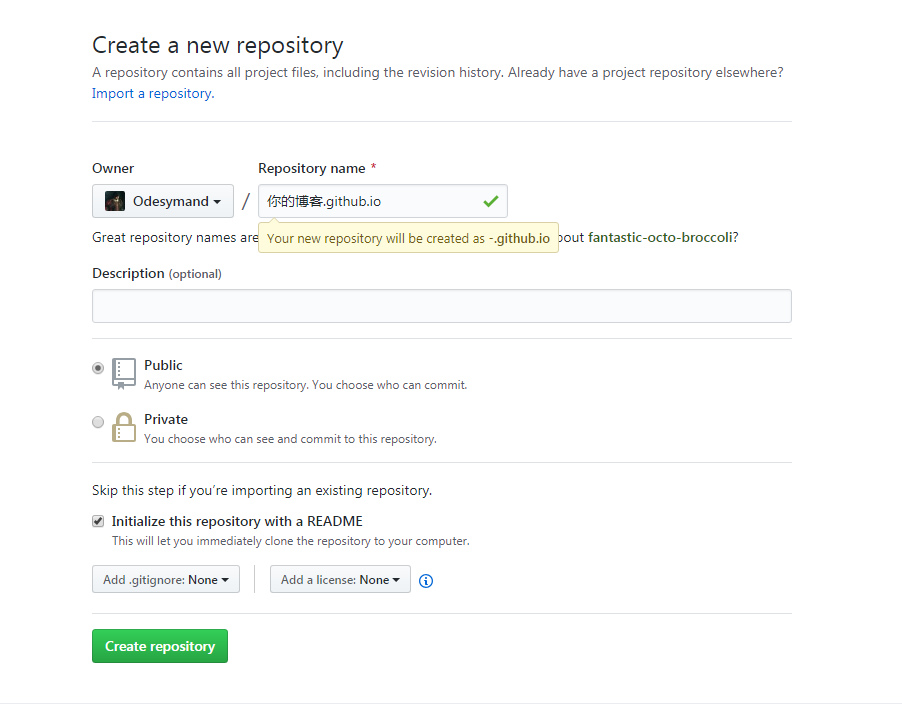 Create a new repository
A repository contains all project files, including the revision history. Already have a project repository elsewhere?
Import a repository.
Owner
Repository name *
Odesymand
/
你的博客.github.io
Great repository names are
Your new repository will be created as -.github.io
bout fantastic-octo-broccoli?
Description (optional)
Public
Anyone can see this repository. You choose who can commit.
Private
You choose who can see and commit to this repository.
Skip this step if you’re importing an existing repository.
Initialize this repository with a README
This will let you immediately clone the repository to your computer.
Add .gitignore: None
Add a license: None
Create repository